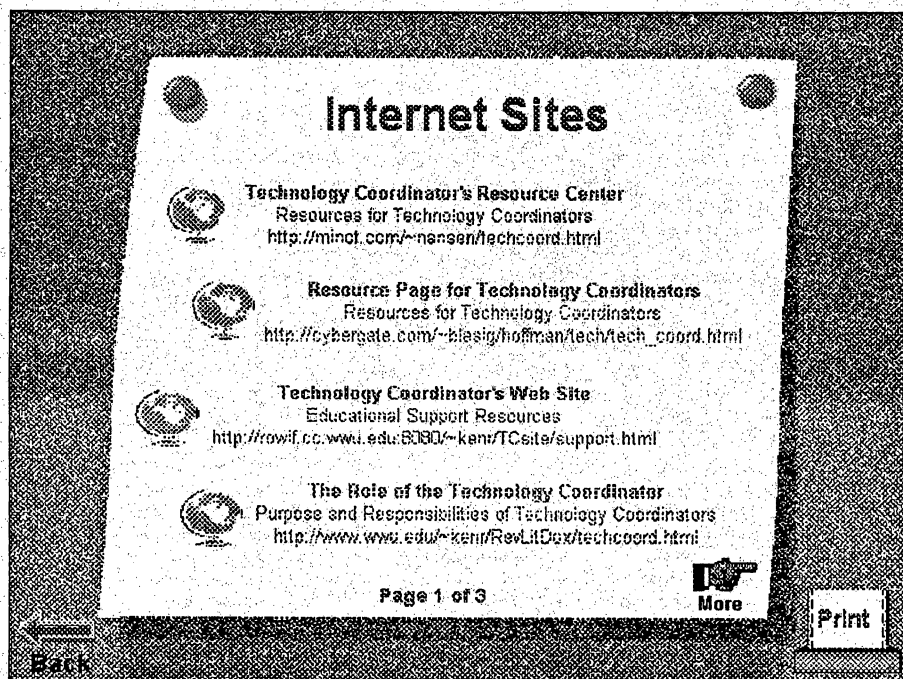 Internet Sites
Technology Coordinator's Resource Center
Resources for Technology Coordinators
http://minot.com/~nansen/techcoord.html
Resource Page for Technology Coordinators
Resources for Technology Coordinators
http://cybergate.com/~blasig/hoffman/tech/tech_coord.html
Technology Coordinator's Web Site
Educational Support Resources
http://rowlf.cc.wwu.edu:8080/~kenr/TCsite/support.html
The Role of the Technology Coordinator
Purpose and Responsibilities of Technology Coordinators
http://www.wwu.edu/~kenr/RevLitDox/techcoord.html
Page 1 of 3
More
Print
Back